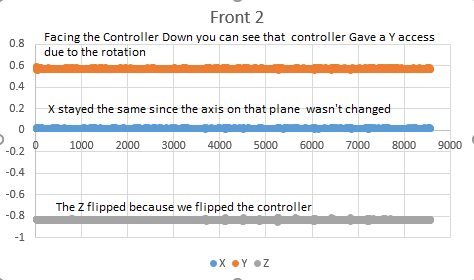 Front 2
Facing the Controller Down you can see that controller Gave a Y access
due to the rotation
0.8
0.6
0.4
X stayed the same since the axis on that plane wasn't changed
0.2
0
0 1000 2000 3000 4000 5000 6000 7000 8000 9000
-0.2
-0.4
-0.6
The Z flipped because we flipped the controller
-0.8
-1
X Y Z